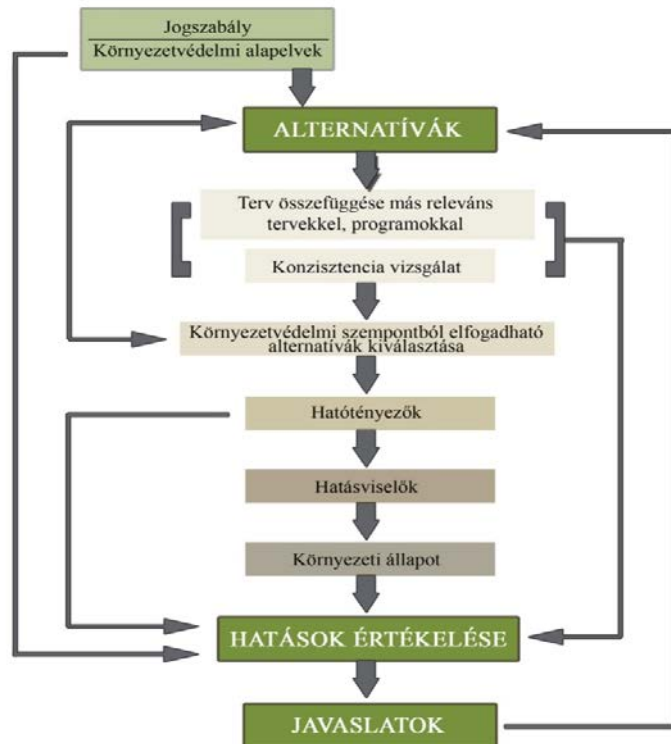 Jogszabály
Környezetvédelmi alapelvek
ALTERNATÍVÁK
Terv összefüggése más releváns
tervekkel, programokkal
Konzisztencia vizsgálat
Környezetvédelmi szempontból elfogadható
alternatívák kiválasztása
Hatótényezők
Hatásviselők
Környezeti állapot
HATÁSOK ÉRTÉKELÉSE
JAVASLATOK